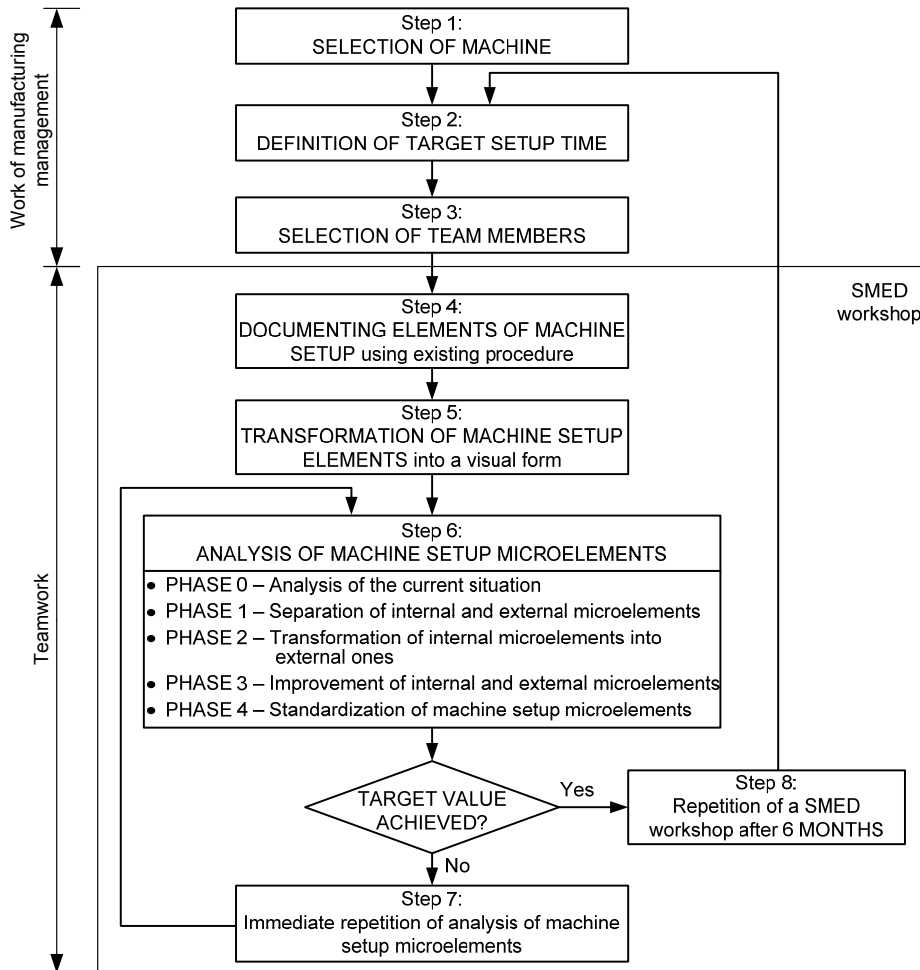 Step 1:
SELECTION OF MACHINE
Work of manufacturing
management
Step 2:
DEFINITION OF TARGET SETUP TIME
Step 3:
SELECTION OF TEAM MEMBERS
SMED
workshop
Teamwork
Step 4:
DOCUMENTING ELEMENTS OF MACHINE
SETUP using existing procedure
Step 5:
TRANSFORMATION OF MACHINE SETUP
ELEMENTS into a visual form
Step 6:
ANALYSIS OF MACHINE SETUP MICROELEMENTS
• PHASE 0 – Analysis of the current situation
• PHASE 1 – Separation of internal and external microelements
• PHASE 2 – Transformation of internal microelements into
external ones
• PHASE 3 – Improvement of internal and external microelements
• PHASE 4 – Standardization of machine setup microelements
TARGET VALUE
ACHIEVED?
Yes
Step 8:
Repetition of a SMED
workshop after 6 MONTHS
No
Step 7:
Immediate repetition of analysis of machine
setup microelements